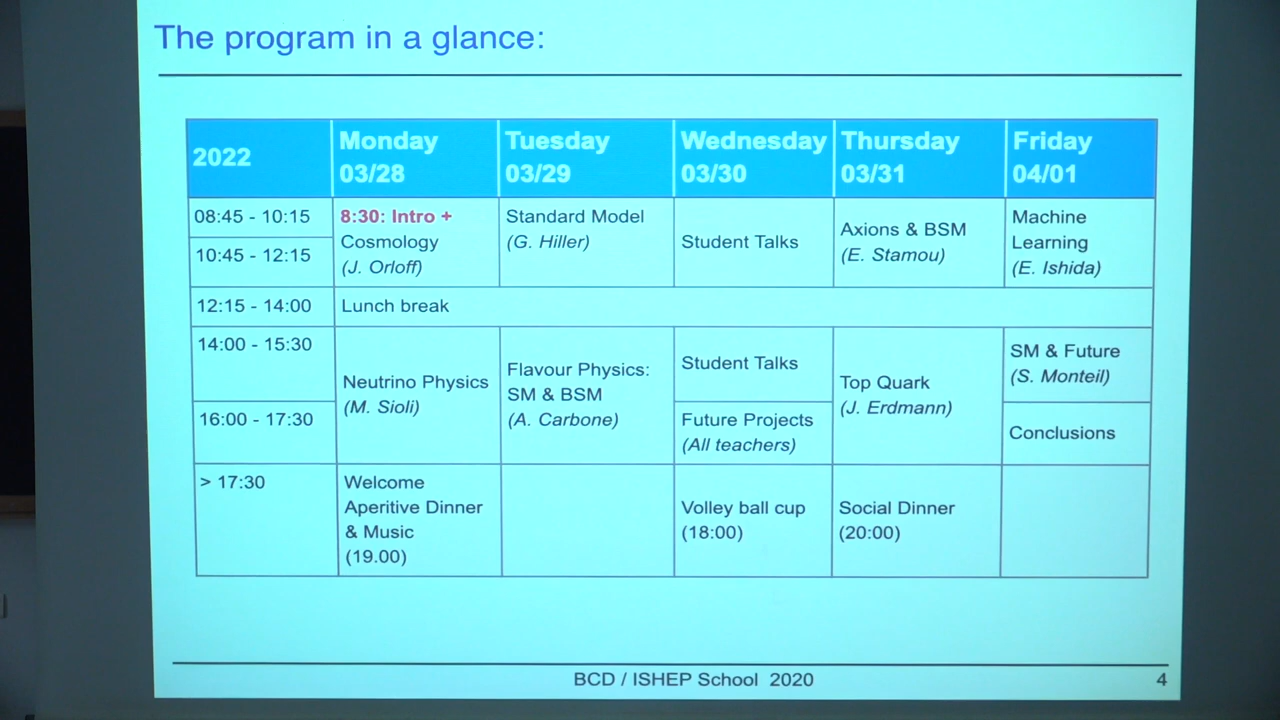 The program in a glance:
2022
Monday
03/28
Tuesday
03/29
Wednesday
03/30
Thursday
03/31
Friday
04/01
08:45 - 10:15
10:45 - 12:15
8:30: Intro +
Cosmology
(J. Orloff)
Standard Model
(G. Hiller)
Student Talks
Axions & BSM
(E. Stamou)
Machine
Learning
(E. Ishida)
12:15 - 14:00
Lunch break
14:00 - 15:30
16:00 - 17:30
Neutrino Physics
(M. Sioli)
Flavour Physics:
SM & BSM
(A. Carbone)
Student Talks
Future Projects
(All teachers)
Top Quark
(J. Erdmann)
SM & Future
(S. Monteil)
Conclusions
> 17:30
Welcome
Aperitive Dinner
& Music
(19.00)
Volley ball cup
(18:00)
Social Dinner
(20:00)
BCD / ISHEP School 2020
4